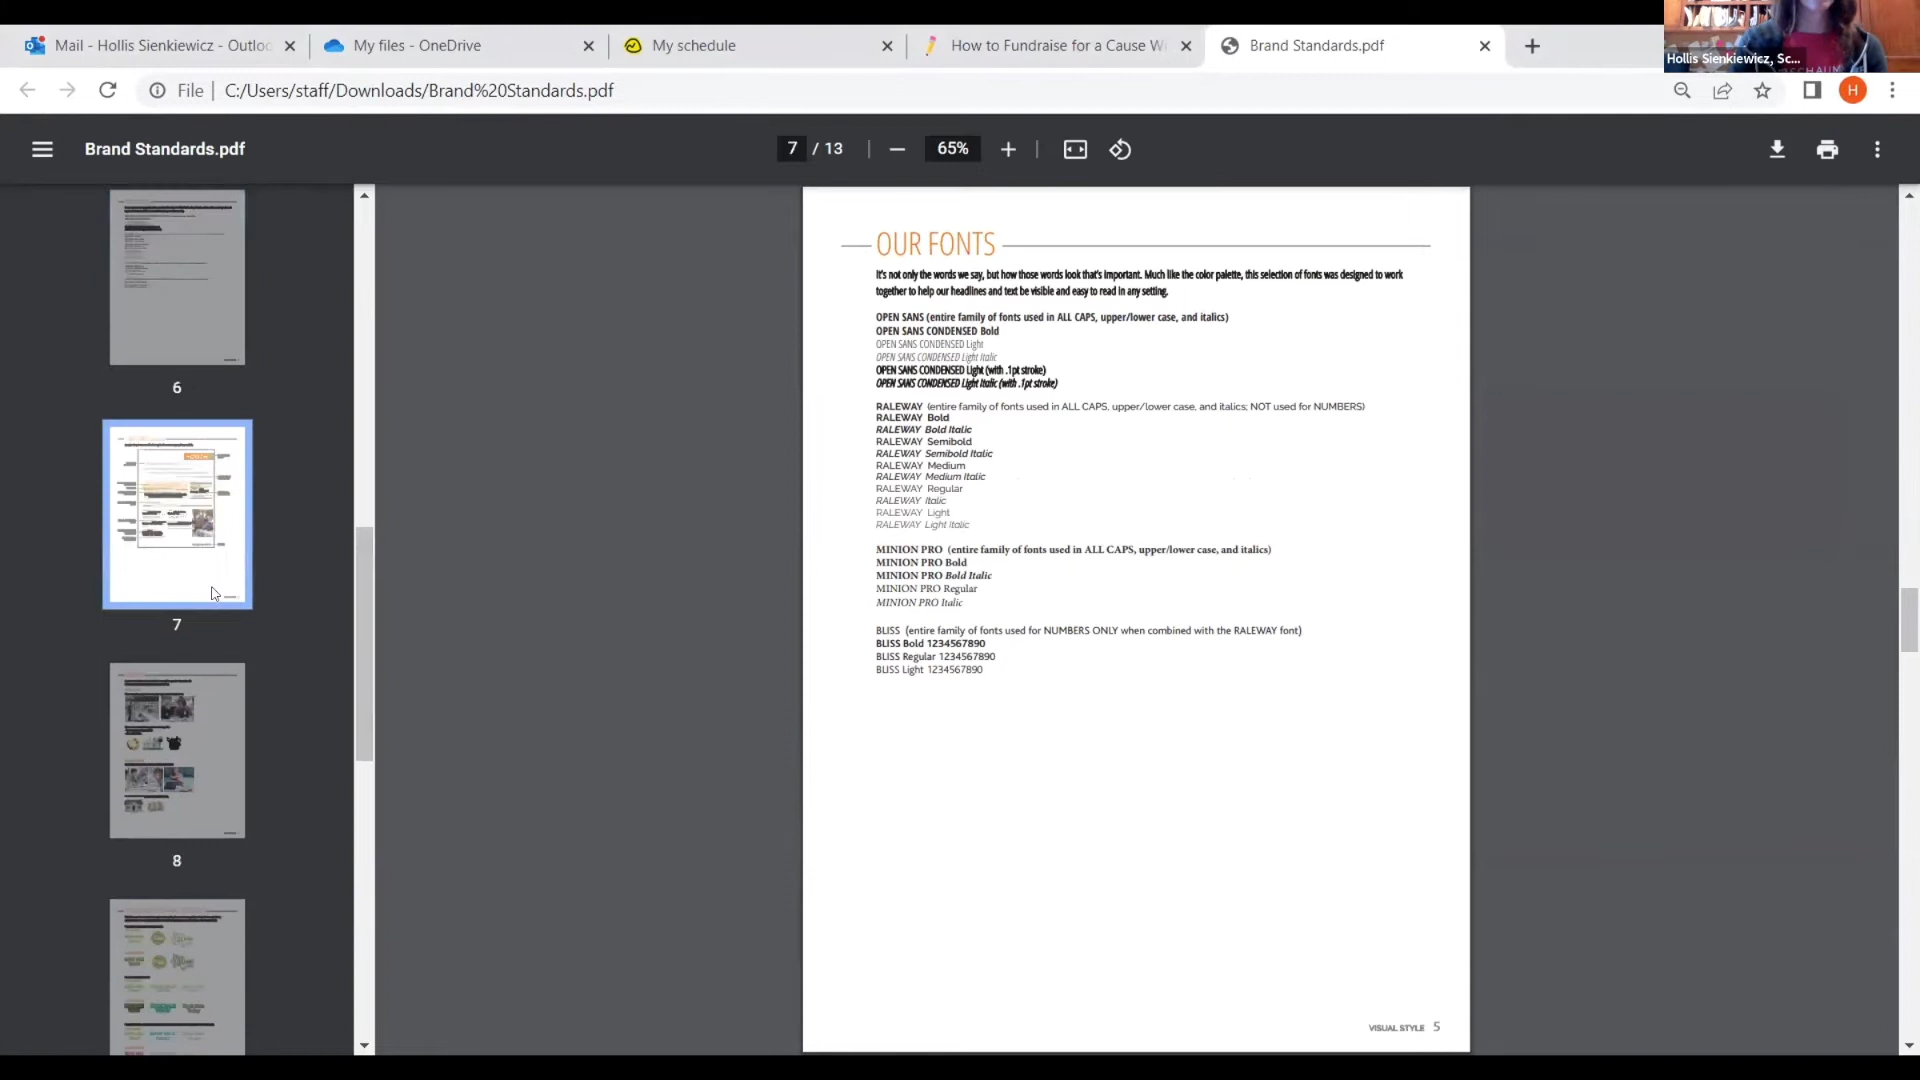 Mail - Hollis Sienkiewicz - Outloo
My files - OneDrive
My schedule
How to Fundraise for a Cause Wi
Brand Standards.pdf
Hollis Sienkiewicz, Sc...
File
C:/Users/staff/Downloads/Brand%20Standards.pdf
H
Brand Standards.pdf
7 / 13
65%
6
7
8
OUR FONTS
It's not only the words we say, but how those words look that's important. Much like the color palette, this selection of fonts was designed to work
together to help our headlines and text be visible and easy to read in any setting.
OPEN SANS (entire family of fonts used in ALL CAPS, upper/lower case, and italics)
OPEN SANS CONDENSED Bold
OPEN SANS CONDENSED Light
OPEN SANS CONDENSED Light Italic
OPEN SANS CONDENSED Light (with .1pt stroke)
OPEN SANS CONDENSED Light Italic (with .1pt stroke)
RALEWAY (entire family of fonts used in ALL CAPS, upper/lower case, and italics; NOT used for NUMBERS)
RALEWAY Bold
RALEWAY Bold Italic
RALEWAY Semibold
RALEWAY Semibold Italic
RALEWAY Medium
RALEWAY Medium Italic
RALEWAY Regular
RALEWAY Italic
RALEWAY Light
RALEWAY Light Italic
MINION PRO (entire family of fonts used in ALL CAPS, upper/lower case, and italics)
MINION PRO Bold
MINION PRO Bold Italic
MINION PRO Regular
MINION PRO Italic
BLISS (entire family of fonts used for NUMBERS ONLY when combined with the RALEWAY font)
BLISS Bold 1234567890
BLISS Regular 1234567890
BLISS Light 1234567890
VISUAL STYLE 5